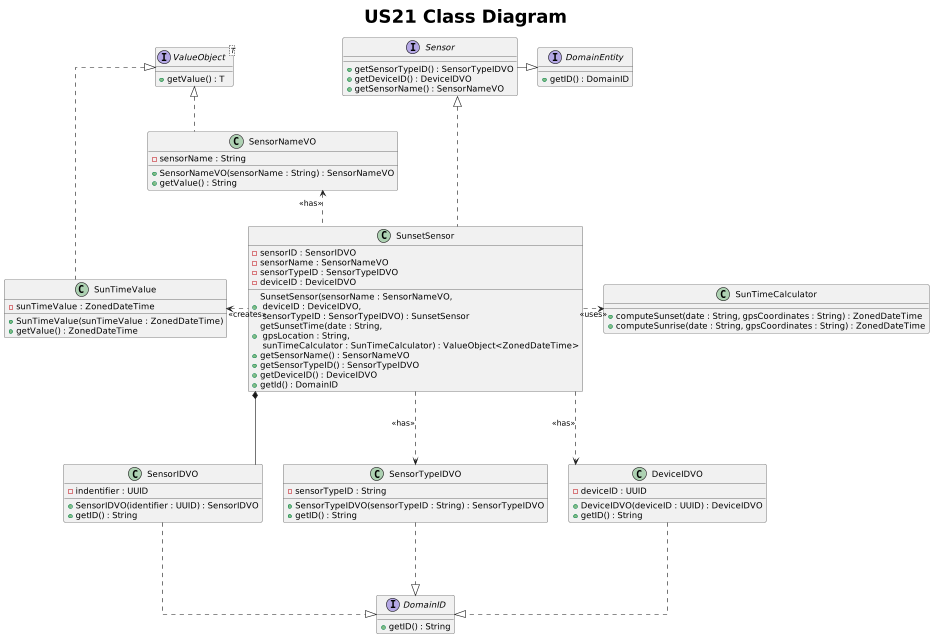 US21 Class Diagram
I ValueObject
T
getValue() : T
I Sensor
getSensorTypeID() : SensorTypeIDVO
getDeviceID() : DeviceIDVO
getSensorName() : SensorNameVO
I DomainEntity
getID() : DomainID
C SensorNameVO
sensorName : String
SensorNameVO(sensorName : String) : SensorNameVO
getValue() : String
«has»
C SunsetSensor
sensorID : SensorIDVO
sensorName : SensorNameVO
sensorTypeID : SensorTypeIDVO
deviceID : DeviceIDVO
SunsetSensor(sensorName : SensorNameVO,
deviceID : DeviceIDVO,
sensorTypeID : SensorTypeIDVO) : SunsetSensor
getSunsetTime(date : String,
gpsLocation : String,
sunTimeCalculator : SunTimeCalculator) : ValueObject<ZonedDateTime>
getSensorName() : SensorNameVO
getSensorTypeID() : SensorTypeIDVO
getDeviceID() : DeviceIDVO
getId() : DomainID
C SunTimeValue
sunTimeValue : ZonedDateTime
SunTimeValue(sunTimeValue : ZonedDateTime)
getValue() : ZonedDateTime
«creates»
«uses»
C SunTimeCalculator
computeSunset(date : String, gpsCoordinates : String) : ZonedDateTime
computeSunrise(date : String, gpsCoordinates : String) : ZonedDateTime
«has»
«has»
C SensorIDVO
indentifier : UUID
SensorIDVO(identifier : UUID) : SensorIDVO
getID() : String
C SensorTypeIDVO
sensorTypeID : String
SensorTypeIDVO(sensorTypeID : String) : SensorTypeIDVO
getID() : String
C DeviceIDVO
deviceID : UUID
DeviceIDVO(deviceID : UUID) : DeviceIDVO
getID() : String
I DomainID
getID() : String